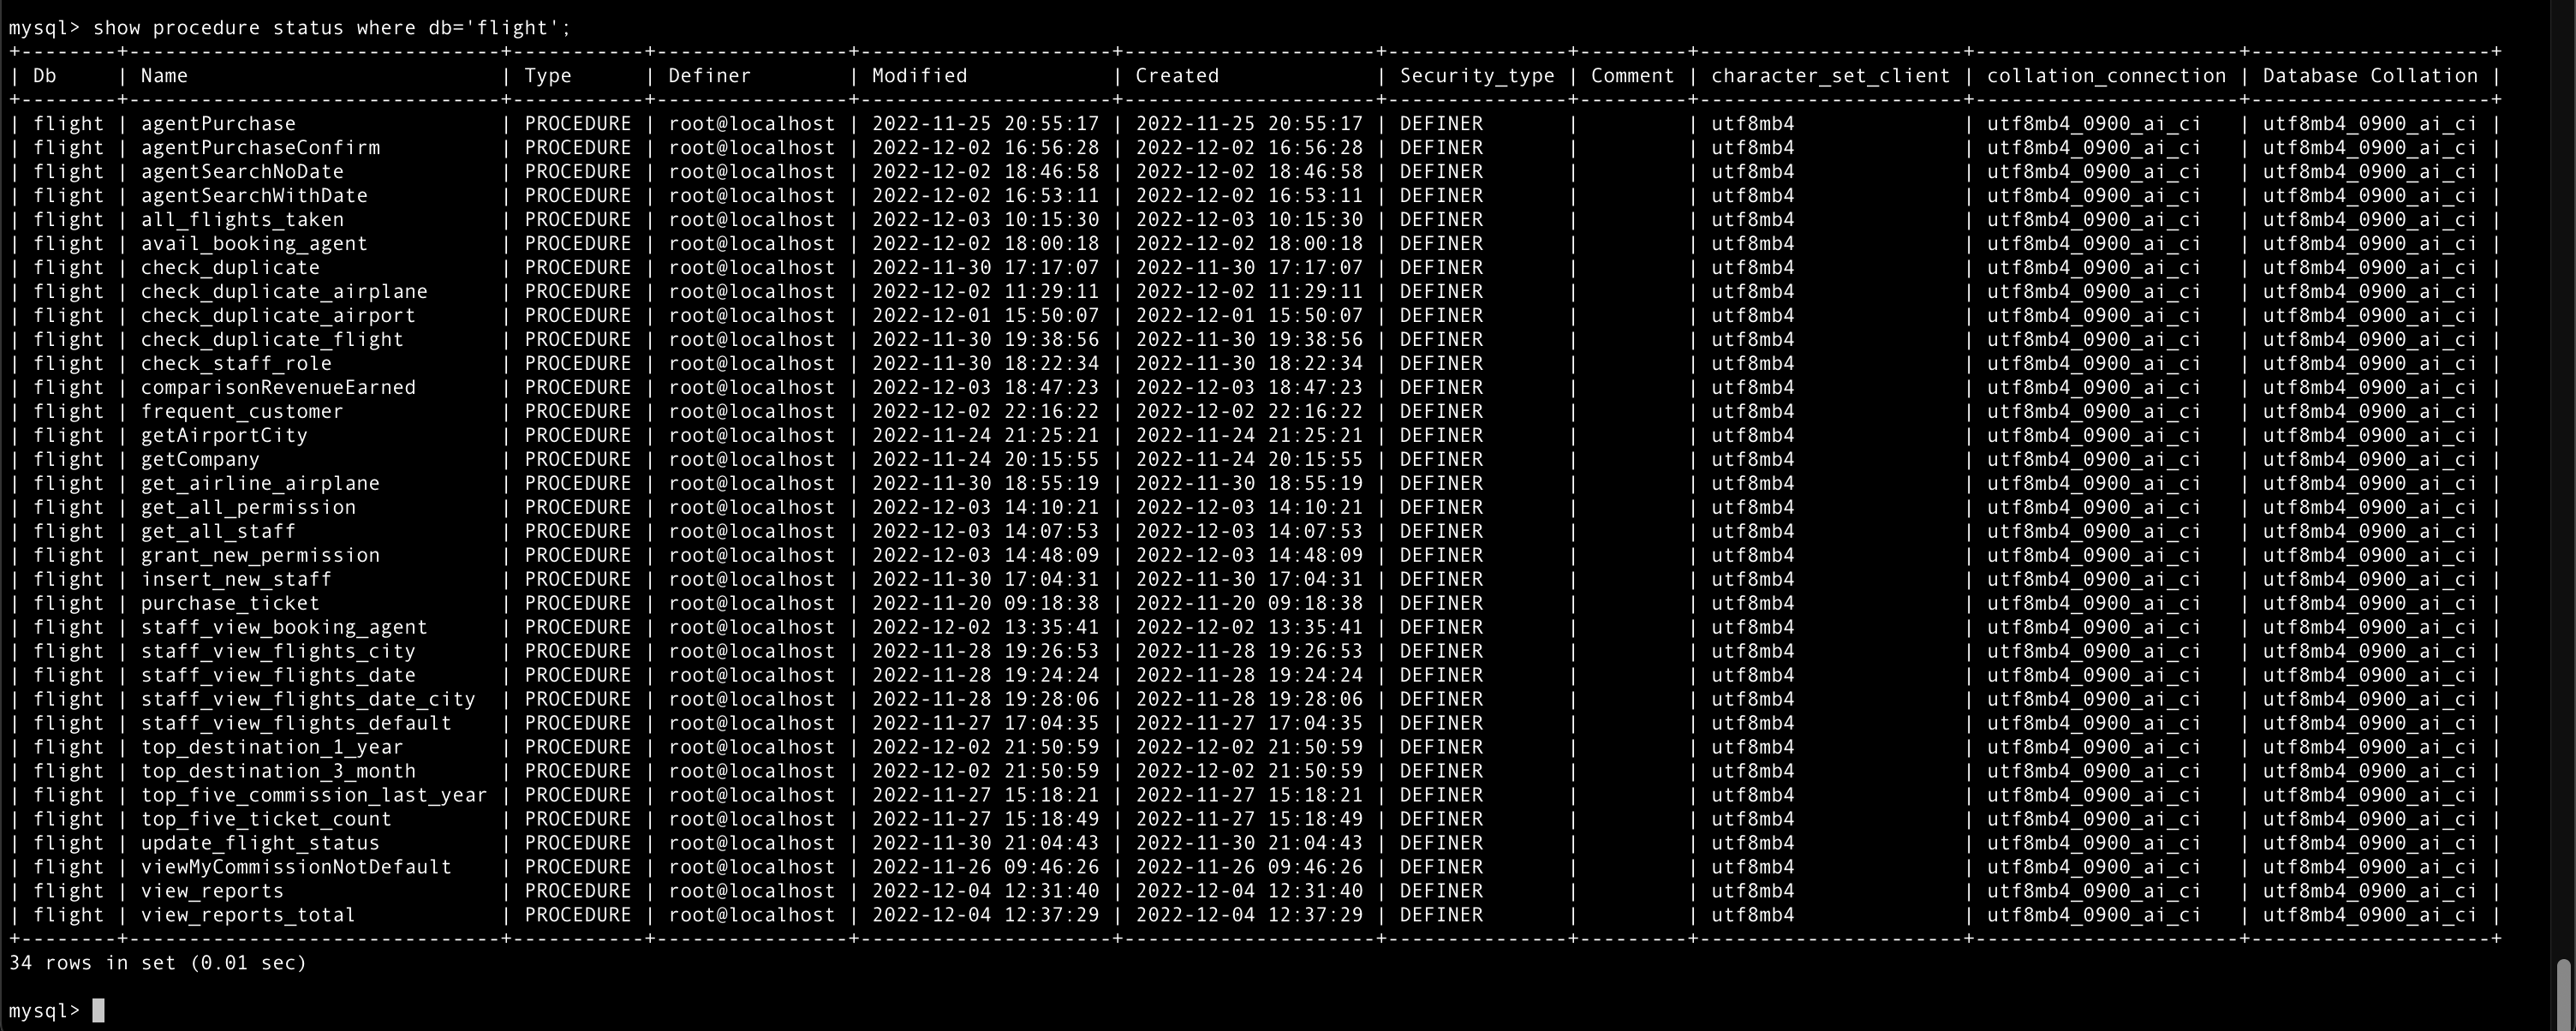 mysql> show procedure status where db='flight';
+--------+-------------------------------+-----------+----------------+---------------------+---------------------+---------------+---------+----------------------+----------------------+--------------------+
| Db     | Name                          | Type      | Definer        | Modified            | Created             | Security_type | Comment | character_set_client | collation_connection | Database Collation |
+--------+-------------------------------+-----------+----------------+---------------------+---------------------+---------------+---------+----------------------+----------------------+--------------------+
| flight | agentPurchase                 | PROCEDURE | root@localhost | 2022-11-25 20:55:17 | 2022-11-25 20:55:17 | DEFINER       |         | utf8mb4              | utf8mb4_0900_ai_ci   | utf8mb4_0900_ai_ci |
| flight | agentPurchaseConfirm          | PROCEDURE | root@localhost | 2022-12-02 16:56:28 | 2022-12-02 16:56:28 | DEFINER       |         | utf8mb4              | utf8mb4_0900_ai_ci   | utf8mb4_0900_ai_ci |
| flight | agentSearchNoDate             | PROCEDURE | root@localhost | 2022-12-02 18:46:58 | 2022-12-02 18:46:58 | DEFINER       |         | utf8mb4              | utf8mb4_0900_ai_ci   | utf8mb4_0900_ai_ci |
| flight | agentSearchWithDate           | PROCEDURE | root@localhost | 2022-12-02 16:53:11 | 2022-12-02 16:53:11 | DEFINER       |         | utf8mb4              | utf8mb4_0900_ai_ci   | utf8mb4_0900_ai_ci |
| flight | all_flights_taken             | PROCEDURE | root@localhost | 2022-12-03 10:15:30 | 2022-12-03 10:15:30 | DEFINER       |         | utf8mb4              | utf8mb4_0900_ai_ci   | utf8mb4_0900_ai_ci |
| flight | avail_booking_agent           | PROCEDURE | root@localhost | 2022-12-02 18:00:18 | 2022-12-02 18:00:18 | DEFINER       |         | utf8mb4              | utf8mb4_0900_ai_ci   | utf8mb4_0900_ai_ci |
| flight | check_duplicate               | PROCEDURE | root@localhost | 2022-11-30 17:17:07 | 2022-11-30 17:17:07 | DEFINER       |         | utf8mb4              | utf8mb4_0900_ai_ci   | utf8mb4_0900_ai_ci |
| flight | check_duplicate_airplane      | PROCEDURE | root@localhost | 2022-12-02 11:29:11 | 2022-12-02 11:29:11 | DEFINER       |         | utf8mb4              | utf8mb4_0900_ai_ci   | utf8mb4_0900_ai_ci |
| flight | check_duplicate_airport       | PROCEDURE | root@localhost | 2022-12-01 15:50:07 | 2022-12-01 15:50:07 | DEFINER       |         | utf8mb4              | utf8mb4_0900_ai_ci   | utf8mb4_0900_ai_ci |
| flight | check_duplicate_flight        | PROCEDURE | root@localhost | 2022-11-30 19:38:56 | 2022-11-30 19:38:56 | DEFINER       |         | utf8mb4              | utf8mb4_0900_ai_ci   | utf8mb4_0900_ai_ci |
| flight | check_staff_role              | PROCEDURE | root@localhost | 2022-11-30 18:22:34 | 2022-11-30 18:22:34 | DEFINER       |         | utf8mb4              | utf8mb4_0900_ai_ci   | utf8mb4_0900_ai_ci |
| flight | comparisonRevenueEarned       | PROCEDURE | root@localhost | 2022-12-03 18:47:23 | 2022-12-03 18:47:23 | DEFINER       |         | utf8mb4              | utf8mb4_0900_ai_ci   | utf8mb4_0900_ai_ci |
| flight | frequent_customer             | PROCEDURE | root@localhost | 2022-12-02 22:16:22 | 2022-12-02 22:16:22 | DEFINER       |         | utf8mb4              | utf8mb4_0900_ai_ci   | utf8mb4_0900_ai_ci |
| flight | getAirportCity                | PROCEDURE | root@localhost | 2022-11-24 21:25:21 | 2022-11-24 21:25:21 | DEFINER       |         | utf8mb4              | utf8mb4_0900_ai_ci   | utf8mb4_0900_ai_ci |
| flight | getCompany                    | PROCEDURE | root@localhost | 2022-11-24 20:15:55 | 2022-11-24 20:15:55 | DEFINER       |         | utf8mb4              | utf8mb4_0900_ai_ci   | utf8mb4_0900_ai_ci |
| flight | get_airline_airplane          | PROCEDURE | root@localhost | 2022-11-30 18:55:19 | 2022-11-30 18:55:19 | DEFINER       |         | utf8mb4              | utf8mb4_0900_ai_ci   | utf8mb4_0900_ai_ci |
| flight | get_all_permission            | PROCEDURE | root@localhost | 2022-12-03 14:10:21 | 2022-12-03 14:10:21 | DEFINER       |         | utf8mb4              | utf8mb4_0900_ai_ci   | utf8mb4_0900_ai_ci |
| flight | get_all_staff                 | PROCEDURE | root@localhost | 2022-12-03 14:07:53 | 2022-12-03 14:07:53 | DEFINER       |         | utf8mb4              | utf8mb4_0900_ai_ci   | utf8mb4_0900_ai_ci |
| flight | grant_new_permission          | PROCEDURE | root@localhost | 2022-12-03 14:48:09 | 2022-12-03 14:48:09 | DEFINER       |         | utf8mb4              | utf8mb4_0900_ai_ci   | utf8mb4_0900_ai_ci |
| flight | insert_new_staff              | PROCEDURE | root@localhost | 2022-11-30 17:04:31 | 2022-11-30 17:04:31 | DEFINER       |         | utf8mb4              | utf8mb4_0900_ai_ci   | utf8mb4_0900_ai_ci |
| flight | purchase_ticket               | PROCEDURE | root@localhost | 2022-11-20 09:18:38 | 2022-11-20 09:18:38 | DEFINER       |         | utf8mb4              | utf8mb4_0900_ai_ci   | utf8mb4_0900_ai_ci |
| flight | staff_view_booking_agent      | PROCEDURE | root@localhost | 2022-12-02 13:35:41 | 2022-12-02 13:35:41 | DEFINER       |         | utf8mb4              | utf8mb4_0900_ai_ci   | utf8mb4_0900_ai_ci |
| flight | staff_view_flights_city       | PROCEDURE | root@localhost | 2022-11-28 19:26:53 | 2022-11-28 19:26:53 | DEFINER       |         | utf8mb4              | utf8mb4_0900_ai_ci   | utf8mb4_0900_ai_ci |
| flight | staff_view_flights_date       | PROCEDURE | root@localhost | 2022-11-28 19:24:24 | 2022-11-28 19:24:24 | DEFINER       |         | utf8mb4              | utf8mb4_0900_ai_ci   | utf8mb4_0900_ai_ci |
| flight | staff_view_flights_date_city  | PROCEDURE | root@localhost | 2022-11-28 19:28:06 | 2022-11-28 19:28:06 | DEFINER       |         | utf8mb4              | utf8mb4_0900_ai_ci   | utf8mb4_0900_ai_ci |
| flight | staff_view_flights_default    | PROCEDURE | root@localhost | 2022-11-27 17:04:35 | 2022-11-27 17:04:35 | DEFINER       |         | utf8mb4              | utf8mb4_0900_ai_ci   | utf8mb4_0900_ai_ci |
| flight | top_destination_1_year        | PROCEDURE | root@localhost | 2022-12-02 21:50:59 | 2022-12-02 21:50:59 | DEFINER       |         | utf8mb4              | utf8mb4_0900_ai_ci   | utf8mb4_0900_ai_ci |
| flight | top_destination_3_month       | PROCEDURE | root@localhost | 2022-12-02 21:50:59 | 2022-12-02 21:50:59 | DEFINER       |         | utf8mb4              | utf8mb4_0900_ai_ci   | utf8mb4_0900_ai_ci |
| flight | top_five_commission_last_year | PROCEDURE | root@localhost | 2022-11-27 15:18:21 | 2022-11-27 15:18:21 | DEFINER       |         | utf8mb4              | utf8mb4_0900_ai_ci   | utf8mb4_0900_ai_ci |
| flight | top_five_ticket_count         | PROCEDURE | root@localhost | 2022-11-27 15:18:49 | 2022-11-27 15:18:49 | DEFINER       |         | utf8mb4              | utf8mb4_0900_ai_ci   | utf8mb4_0900_ai_ci |
| flight | update_flight_status          | PROCEDURE | root@localhost | 2022-11-30 21:04:43 | 2022-11-30 21:04:43 | DEFINER       |         | utf8mb4              | utf8mb4_0900_ai_ci   | utf8mb4_0900_ai_ci |
| flight | viewMyCommissionNotDefault    | PROCEDURE | root@localhost | 2022-11-26 09:46:26 | 2022-11-26 09:46:26 | DEFINER       |         | utf8mb4              | utf8mb4_0900_ai_ci   | utf8mb4_0900_ai_ci |
| flight | view_reports                  | PROCEDURE | root@localhost | 2022-12-04 12:31:40 | 2022-12-04 12:31:40 | DEFINER       |         | utf8mb4              | utf8mb4_0900_ai_ci   | utf8mb4_0900_ai_ci |
| flight | view_reports_total            | PROCEDURE | root@localhost | 2022-12-04 12:37:29 | 2022-12-04 12:37:29 | DEFINER       |         | utf8mb4              | utf8mb4_0900_ai_ci   | utf8mb4_0900_ai_ci |
+--------+-------------------------------+-----------+----------------+---------------------+---------------------+---------------+---------+----------------------+----------------------+--------------------+
34 rows in set (0.01 sec)
mysql>